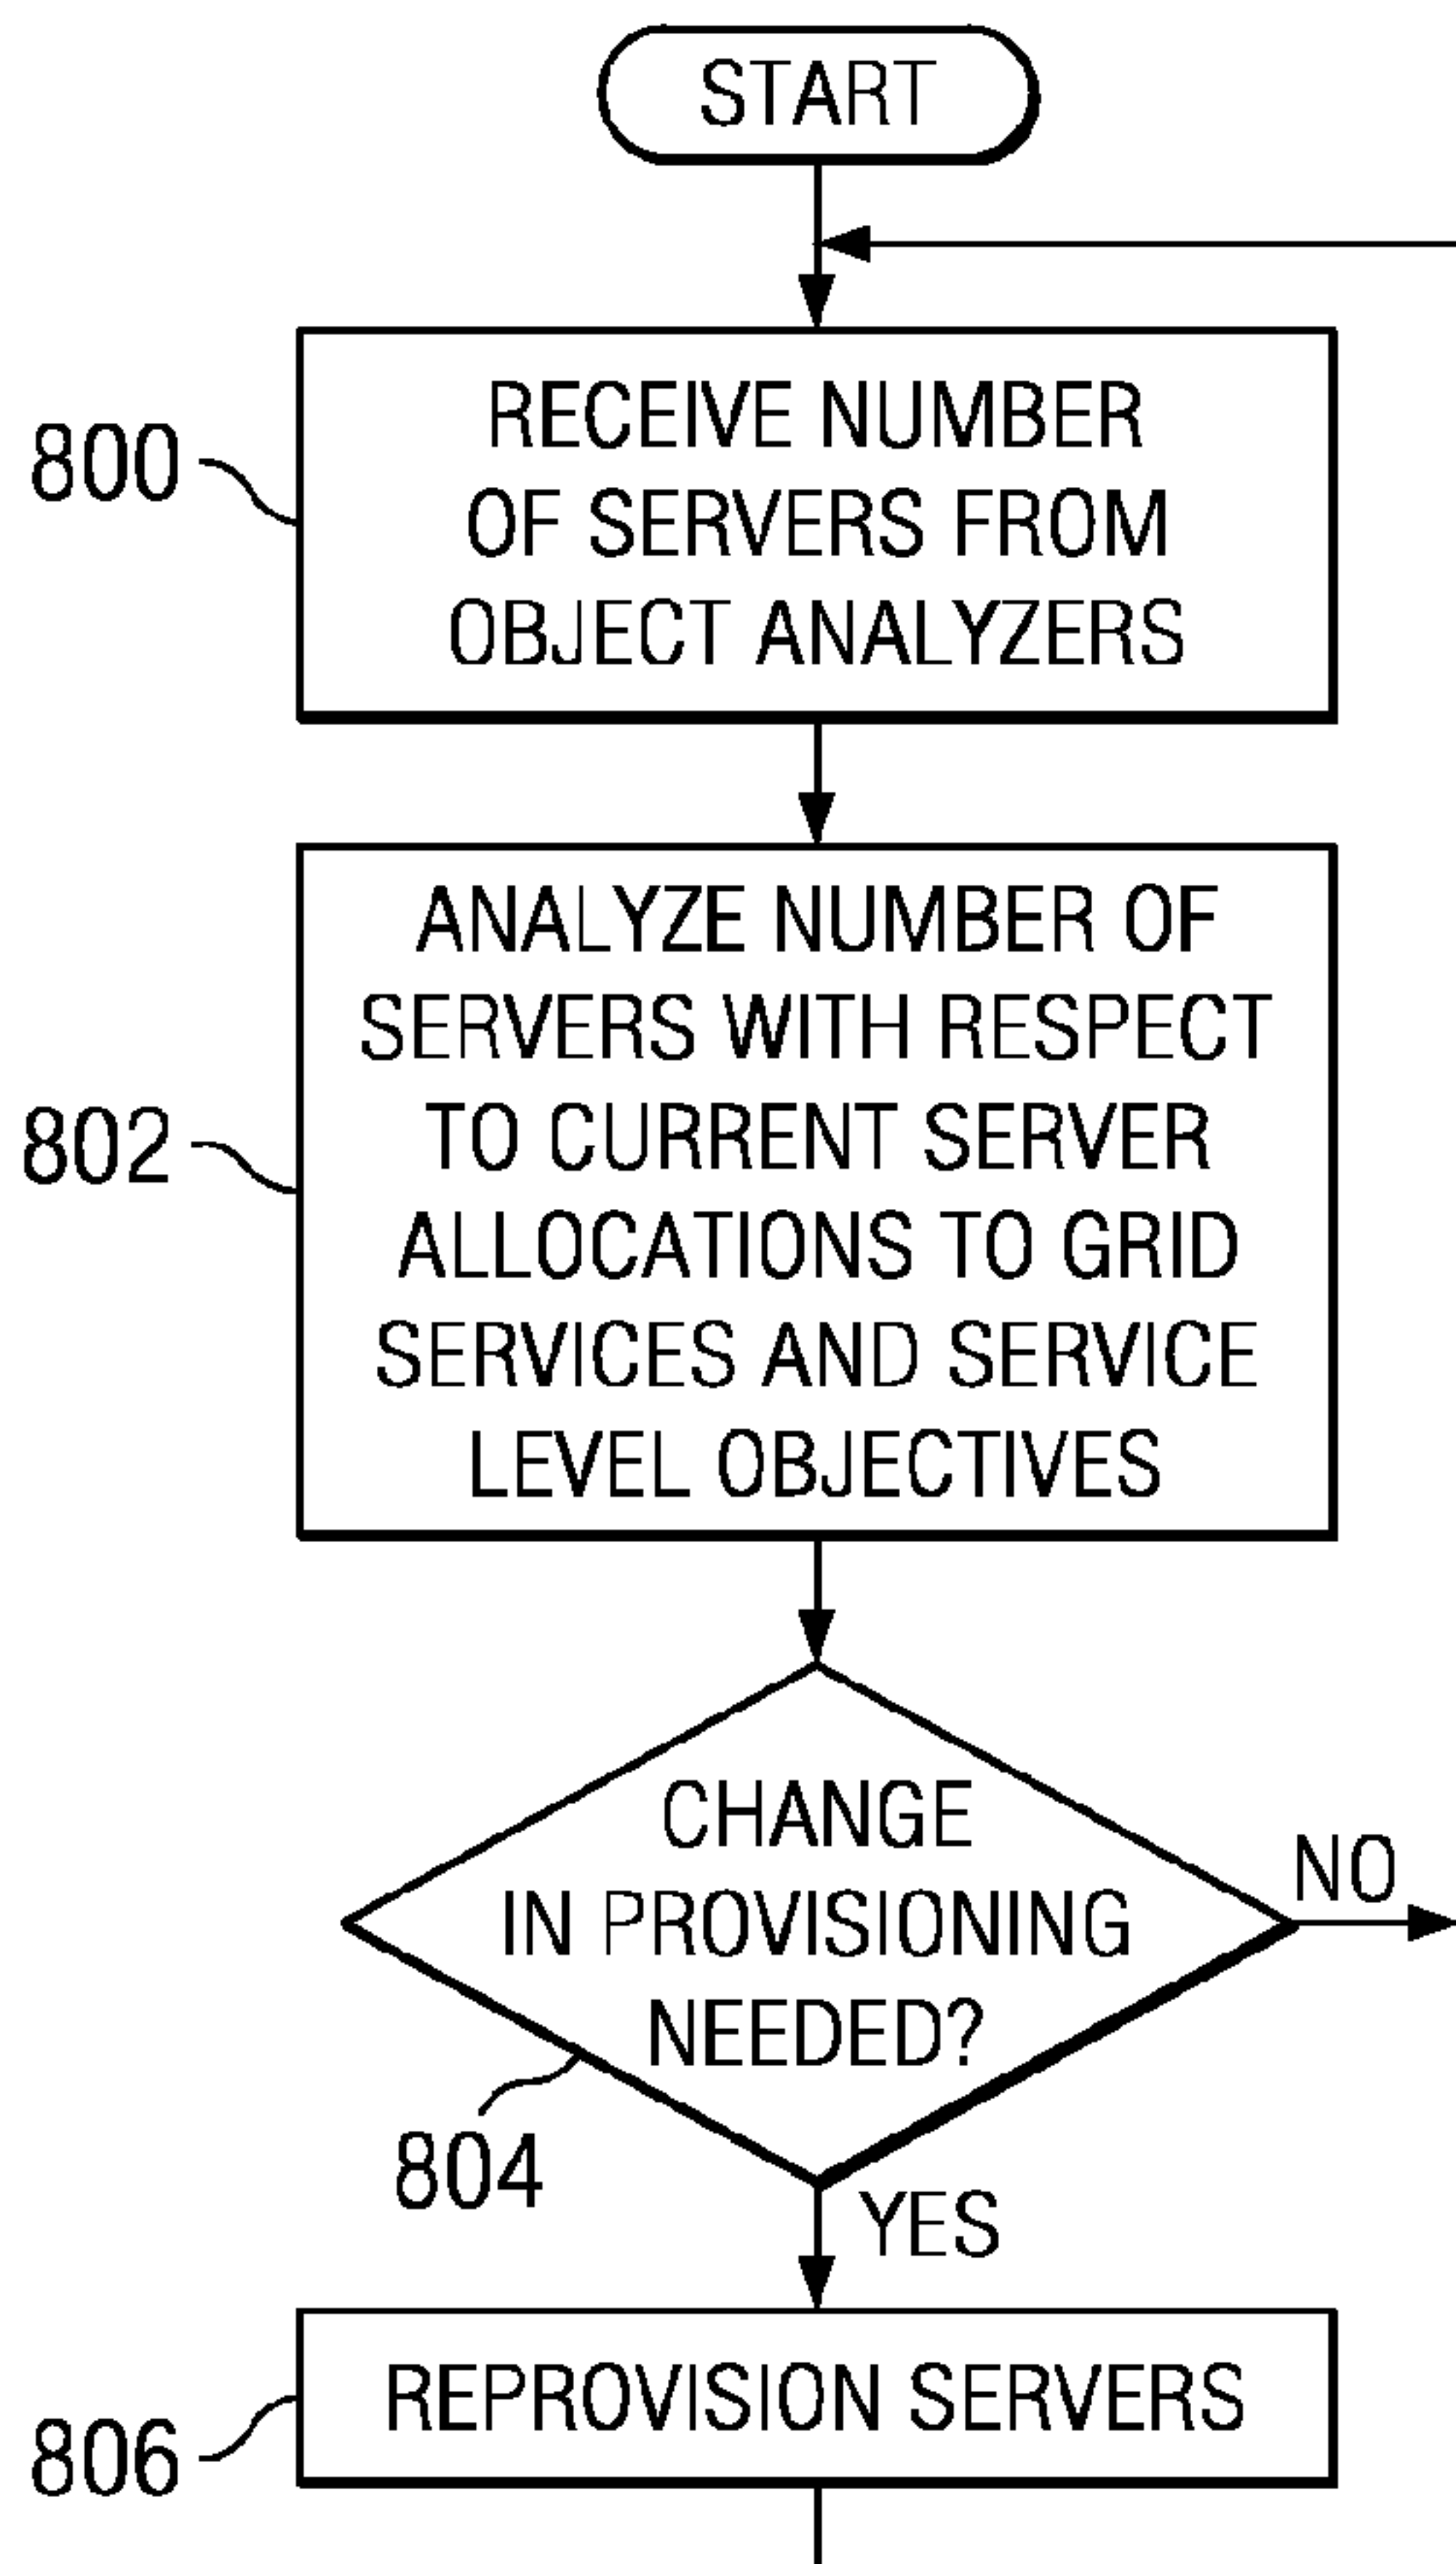 START
800
RECEIVE NUMBER
OF SERVERS FROM
OBJECT ANALYZERS
802
ANALYZE NUMBER OF
SERVERS WITH RESPECT
TO CURRENT SERVER
ALLOCATIONS TO GRID
SERVICES AND SERVICE
LEVEL OBJECTIVES
CHANGE
IN PROVISIONING
NEEDED?
NO
804
YES
REPROVISION SERVERS
806